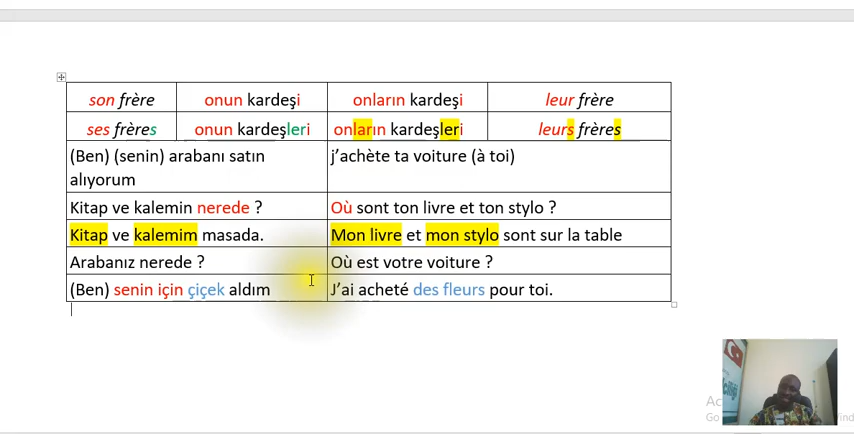 son frère onun kardeşi onların kardeşi leur frère
ses frères onun kardeşleri onların kardeşleri leurs frères
(Ben) (senin) arabanı satın j’achète ta voiture (à toi)
alıyorum
Kitap ve kalemin nerede ? Où sont ton livre et ton stylo ?
Kitap ve kalemim masada. Mon livre et mon stylo sont sur la table
Arabanız nerede ? Où est votre voiture ?
(Ben) senin için çiçek aldım J’ai acheté des fleurs pour toi.
Go